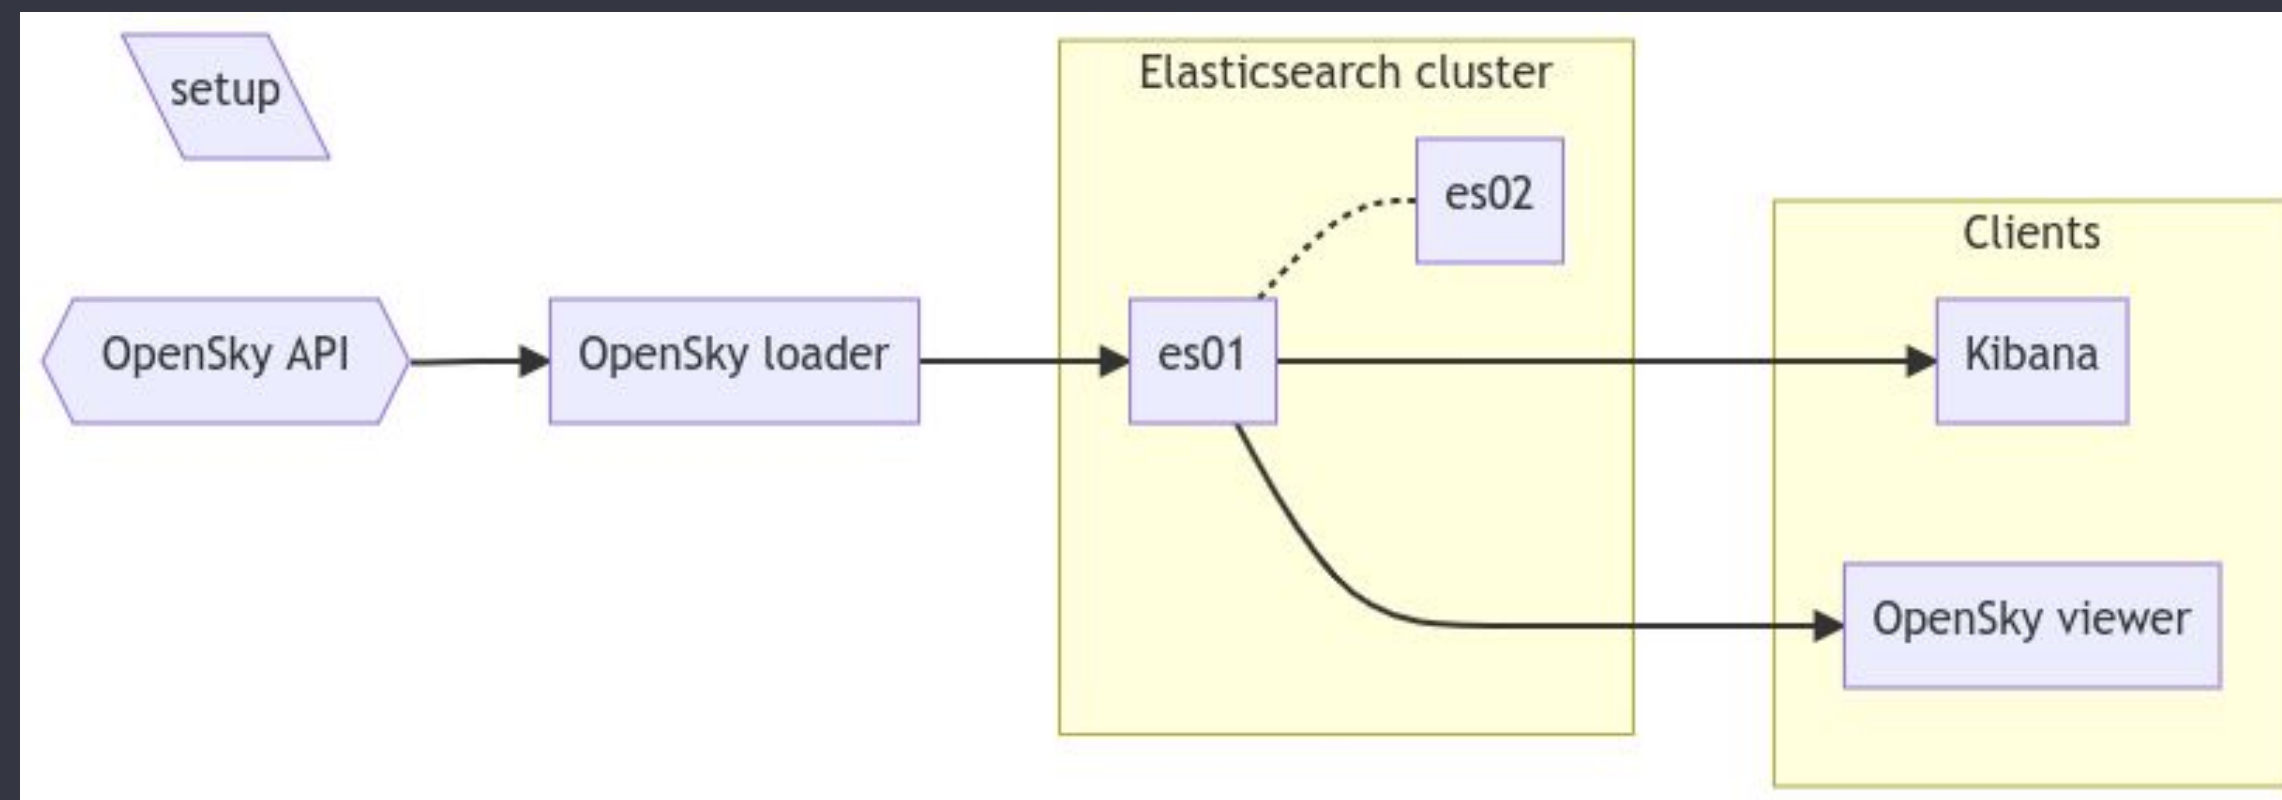 setup
Elasticsearch cluster
es02
Clients
OpenSky API
OpenSky loader
es01
Kibana
OpenSky viewer